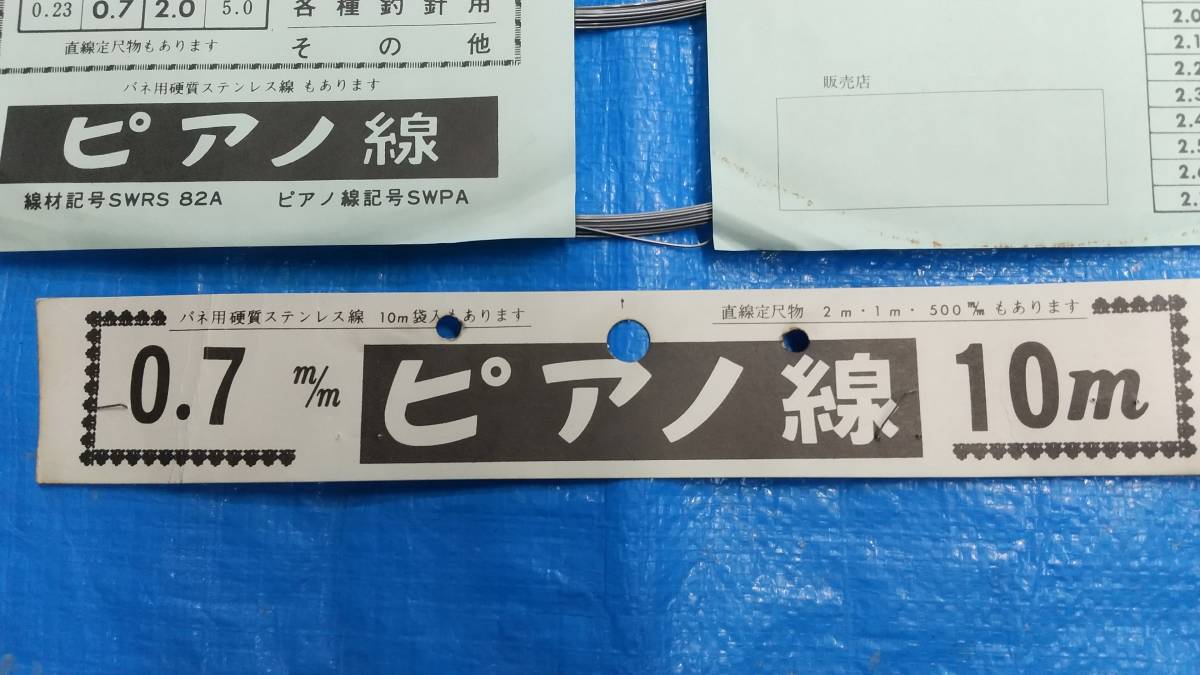 0.23 0.7 2.0 5.0
各種釣針用
その他
直線定尺物もあります
バネ用硬質ステンレス線 もあります
ピアノ線
線材記号SWRS 82A ピアノ線記号SWPA
販売店
2.0
2.1
2.2
2.3
2.4
2.5
2.6
2.
バネ用硬質ステンレス線 10m袋入もあります
直線定尺物 2m・1m・500m/m もあります
0.7 m/m ピアノ線 10m